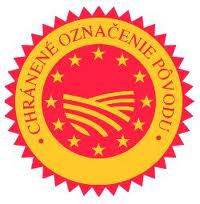 • CHRÁNENÉ OZNAČENIE PÔVODU •